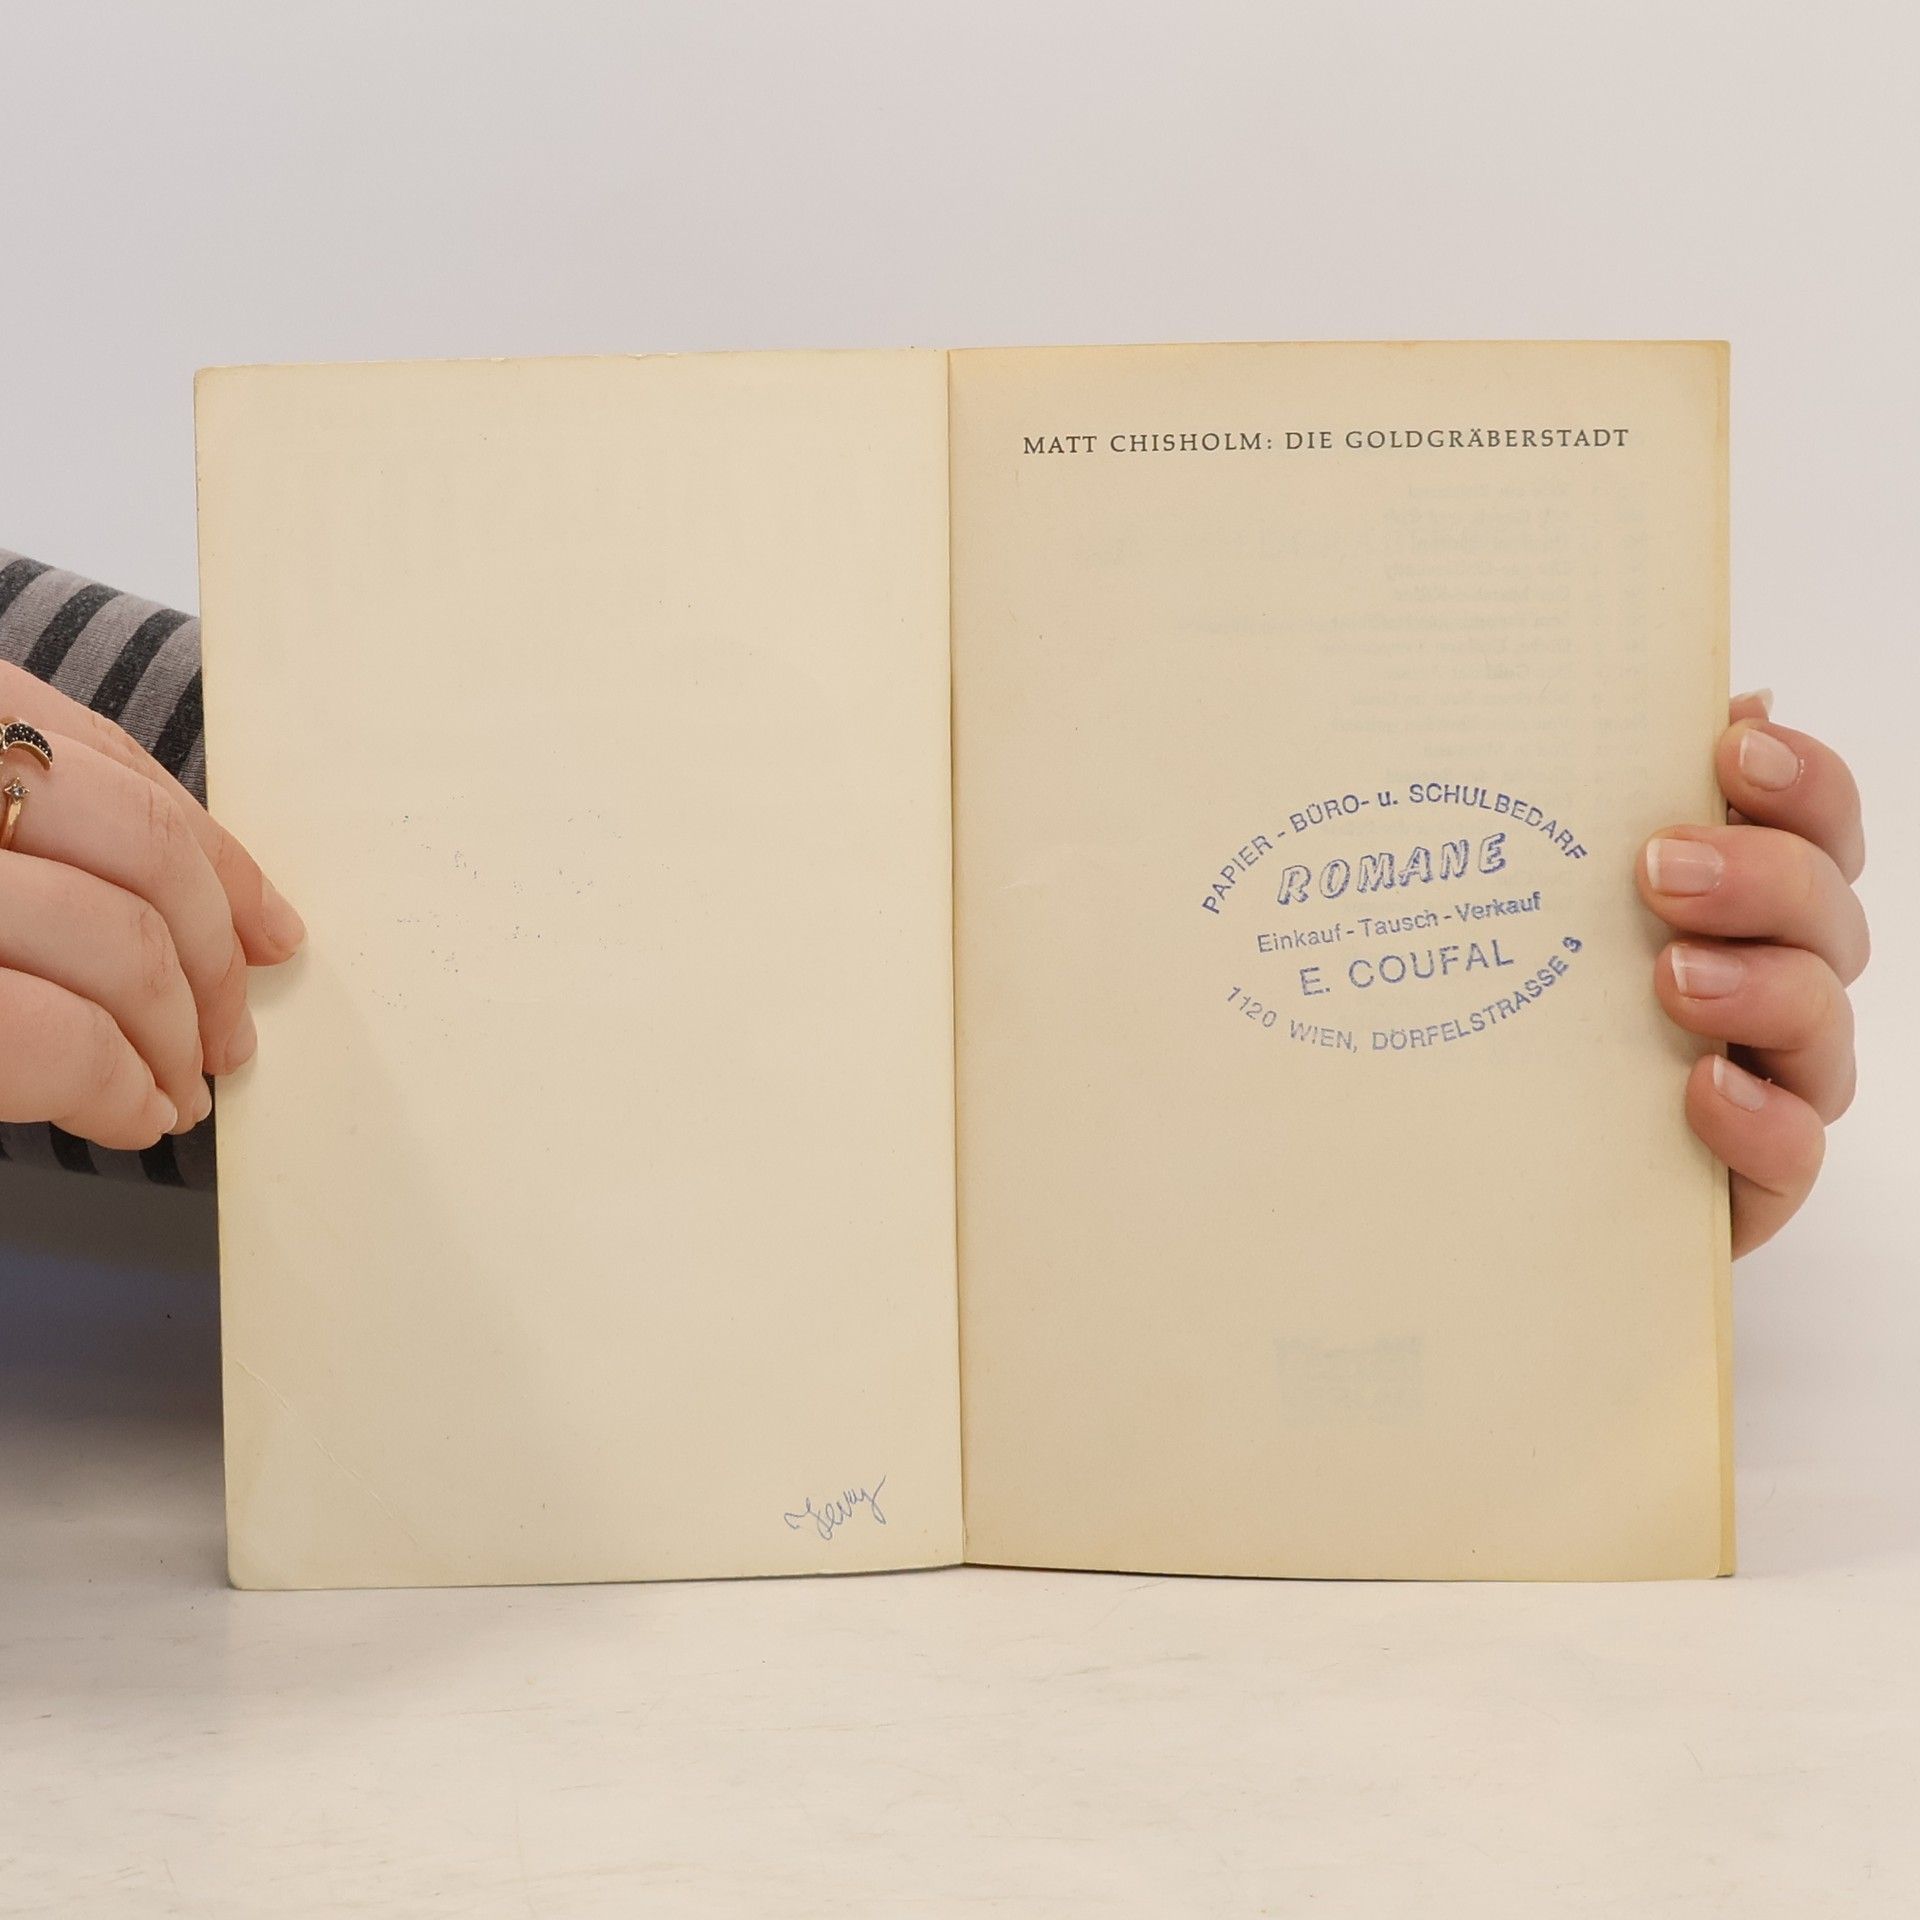 MATT CHISHOLM: DIE GOLDGRÄBERSTADT
PAPIER - BÜRO- u. SCHULBEDARF
ROMANE
Einkauf - Tausch - Verkauf
E. COUFAL
1120 WIEN, DÖRFELSTRASSE 3